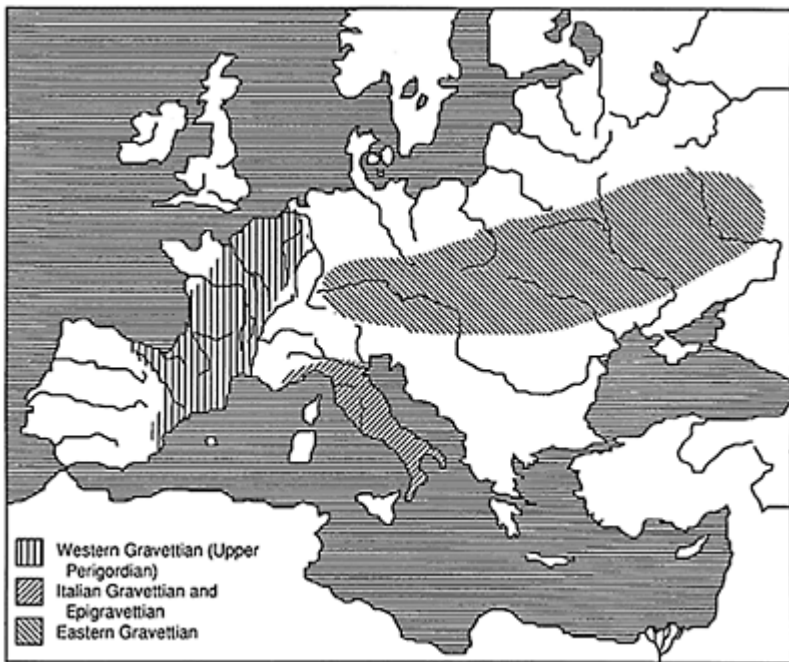 Western Gravettian (Upper
Perigordian)
Italian Gravettian and
Epigravettian
Eastern Gravettian